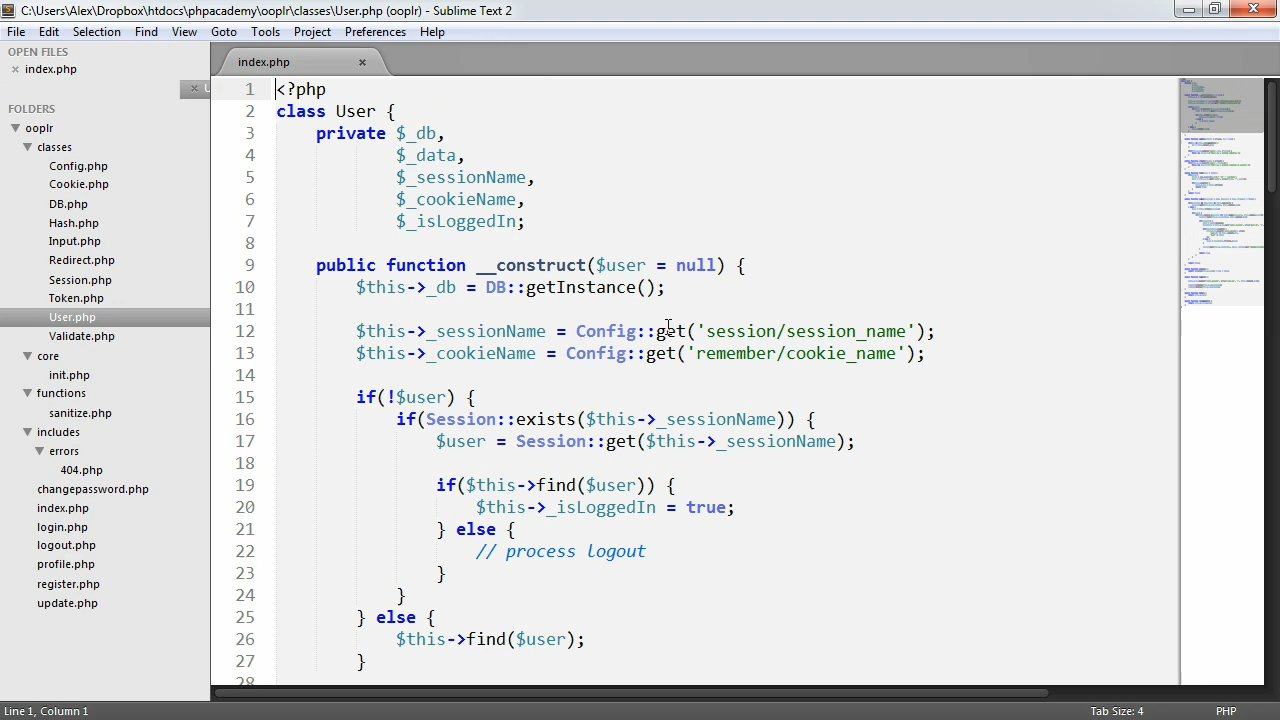 C:\Users\Alex\Dropbox\htdocs\phpacademy\ooplr\classes\User.php (ooplr) - Sublime Text 2
File Edit Selection Find View Goto Tools Project Preferences Help
OPEN FILES
index.php
FOLDERS
ooplr
classes
Config.php
Cookie.php
DB.php
Hash.php
Input.php
Redirect.php
Session.php
Token.php
User.php
Validate.php
core
init.php
functions
sanitize.php
includes
errors
404.php
changepassword.php
index.php
login.php
logout.php
profile.php
register.php
update.php
index.php
1 <?php
2 class User {
3 private $_db,
4 $_data,
5 $_sessionName,
6 $_cookieName,
7 $_isLoggedIn;
8
9 public function __construct($user = null) {
10 $this->_db = DB::getInstance();
11
12 $this->_sessionName = Config::get('session/session_name');
13 $this->_cookieName = Config::get('remember/cookie_name');
14
15 if(!$user) {
16 if(Session::exists($this->_sessionName)) {
17 $user = Session::get($this->_sessionName);
18
19 if($this->find($user)) {
20 $this->_isLoggedIn = true;
21 } else {
22 // process logout
23 }
24 }
25 } else {
26 $this->find($user);
27 }
28
Line 1, Column 1
Tab Size: 4
PHP